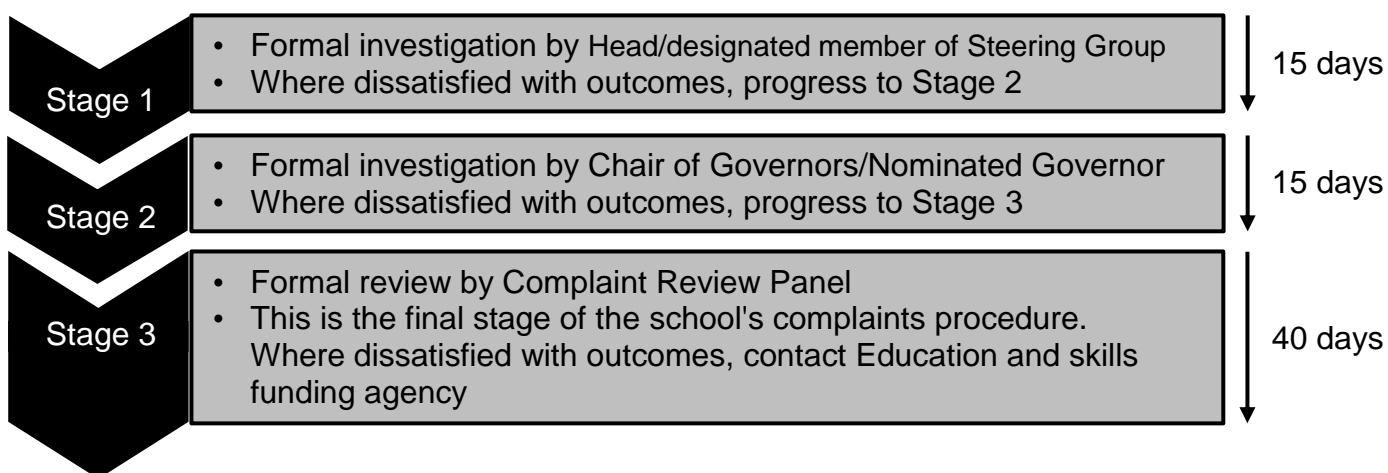 • Formal investigation by Head/designated member of Steering Group
• Where dissatisfied with outcomes, progress to Stage 2
Stage 1
15 days
• Formal investigation by Chair of Governors/Nominated Governor
• Where dissatisfied with outcomes, progress to Stage 3
Stage 2
15 days
• Formal review by Complaint Review Panel
• This is the final stage of the school's complaints procedure.
Where dissatisfied with outcomes, contact Education and skills
funding agency
Stage 3
40 days